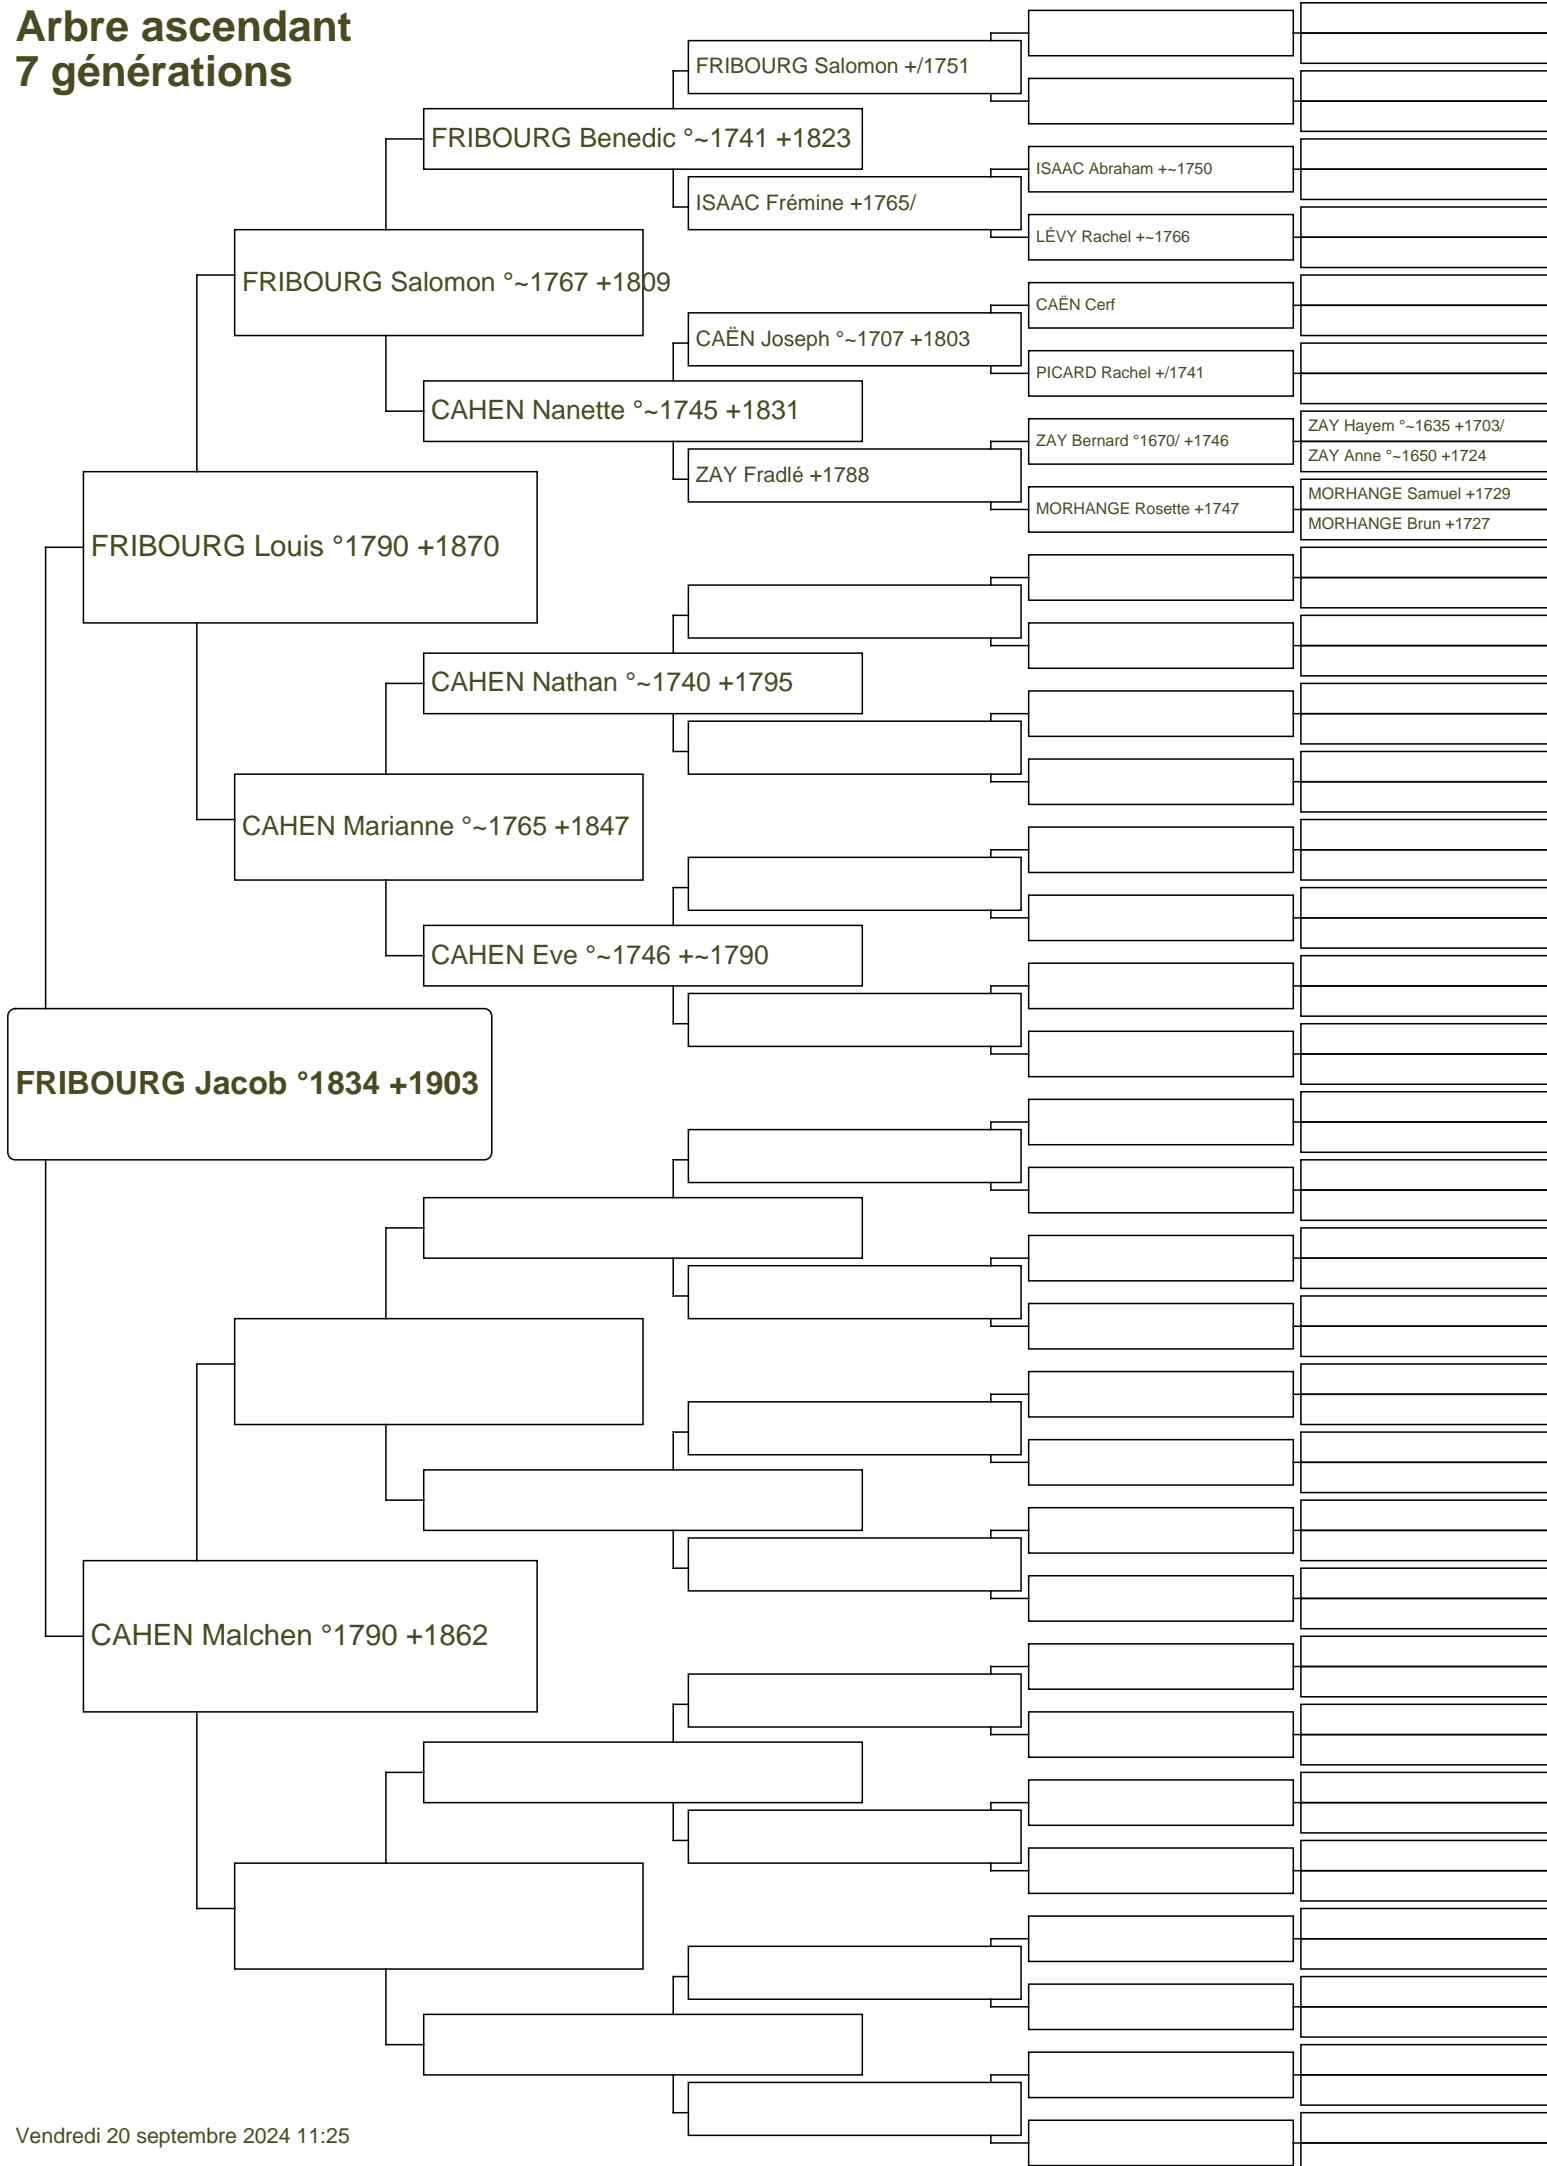 Arbre ascendant
7 générations
FRIBOURG Salomon +/1751
FRIBOURG Benedic °~1741 +1823
ISAAC Abraham +~1750
ISAAC Frémine +1765/
LÉVY Rachel +~1766
FRIBOURG Salomon °~1767 +1809
CAËN Cerf
CAËN Joseph °~1707 +1803
PICARD Rachel +/1741
CAHEN Nanette °~1745 +1831
ZAY Hayem °~1635 +1703/
ZAY Bernard °1670/ +1746
ZAY Anne °~1650 +1724
ZAY Fradlé +1788
MORHANGE Samuel +1729
MORHANGE Rosette +1747
MORHANGE Brun +1727
FRIBOURG Louis °1790 +1870
CAHEN Nathan °~1740 +1795
CAHEN Marianne °~1765 +1847
CAHEN Eve °~1746 +~1790
FRIBOURG Jacob °1834 +1903
CAHEN Malchen °1790 +1862
Vendredi 20 septembre 2024 11:25